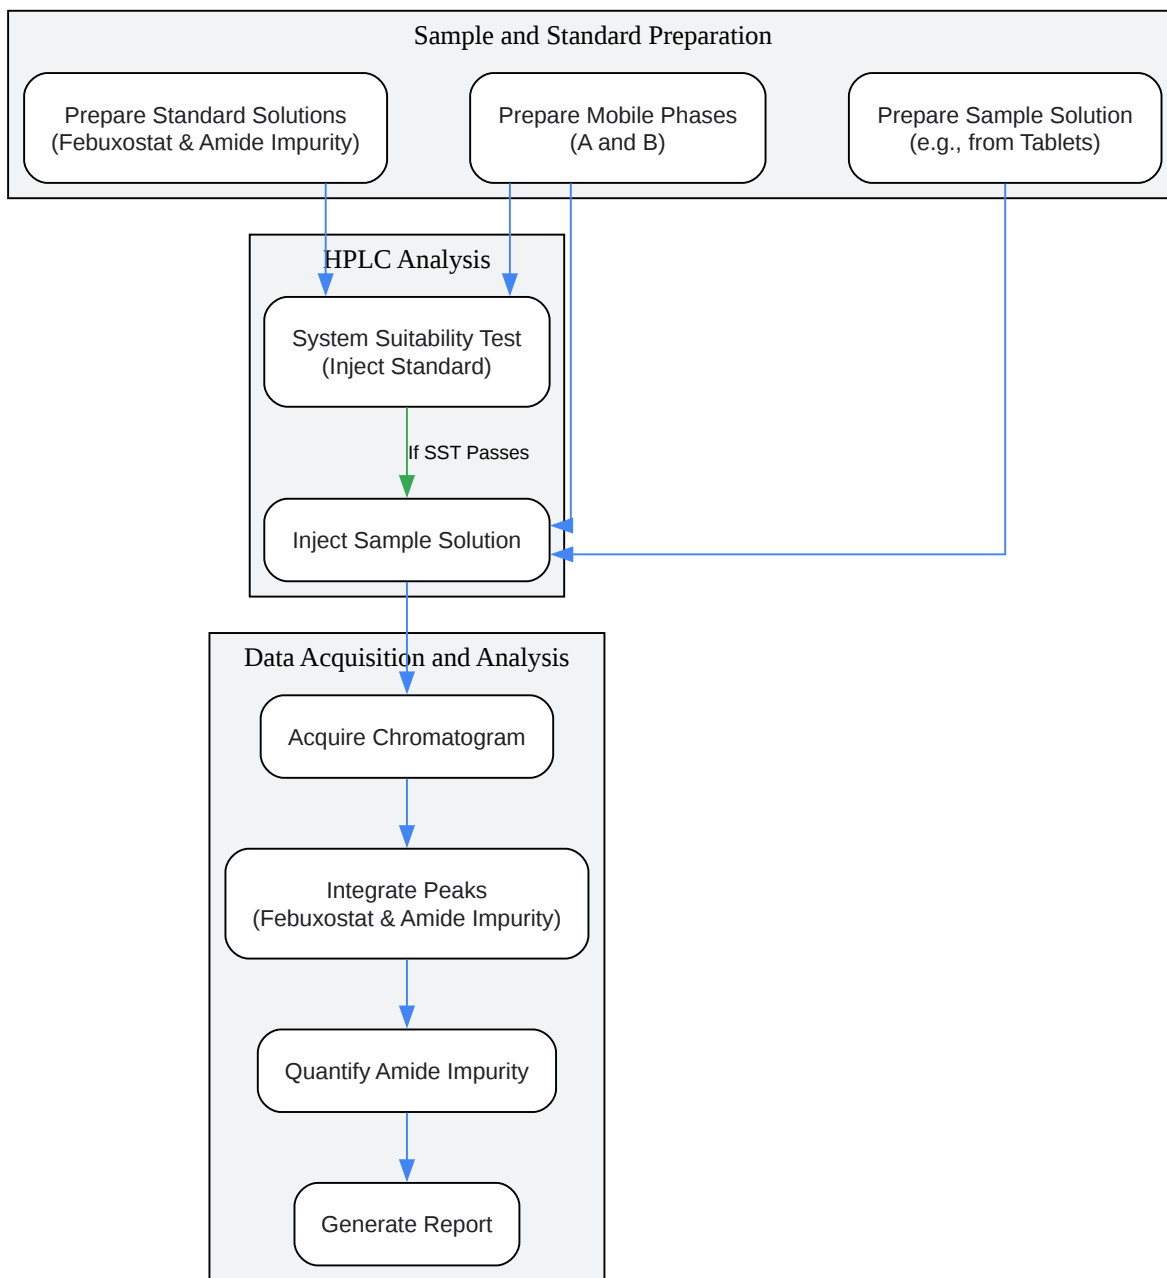 Sample and Standard Preparation
Prepare Standard Solutions
(Febuxostat & Amide Impurity)
Prepare Mobile Phases
(A and B)
Prepare Sample Solution
(e.g., from Tablets)
HPLC Analysis
System Suitability Test
(Inject Standard)
If SST Passes
Inject Sample Solution
Data Acquisition and Analysis
Acquire Chromatogram
Integrate Peaks
(Febuxostat & Amide Impurity)
Quantify Amide Impurity
Generate Report